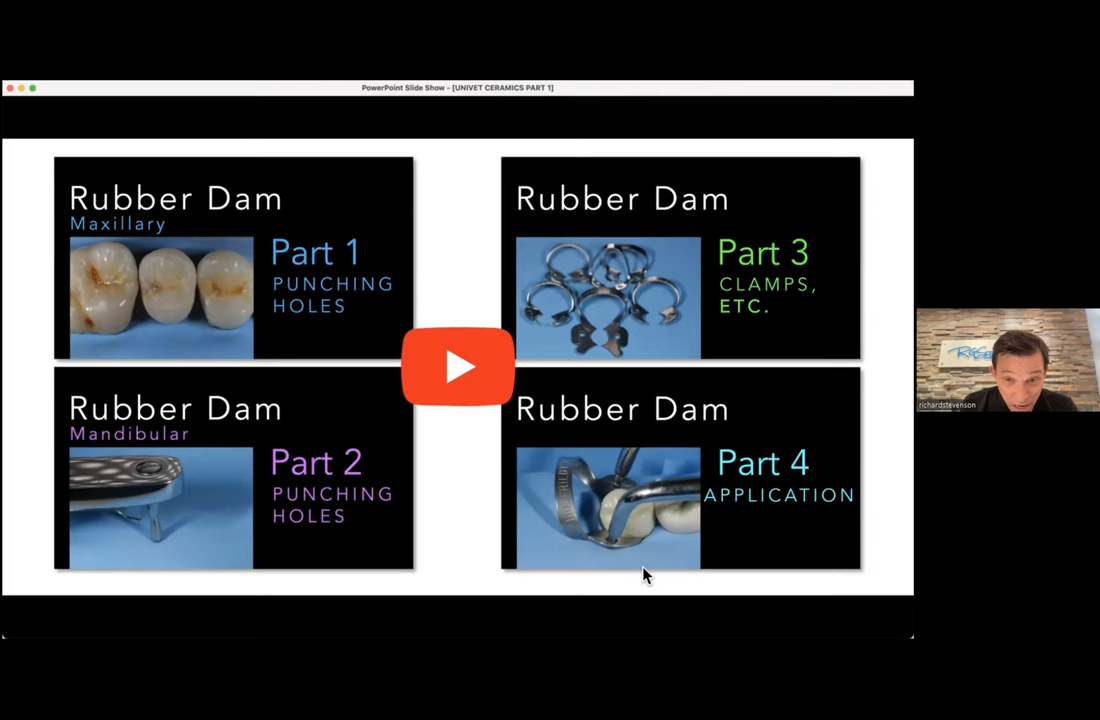 PowerPoint Slide Show - [UNIVET CERAMICS PART 1]
Rubber Dam
Maxillary
Part 1
PUNCHING
HOLES
Rubber Dam
Part 3
CLAMPS,
ETC.
Rubber Dam
Mandibular
Part 2
PUNCHING
HOLES
Rubber Dam
Part 4
APPLICATION
richardstevenson